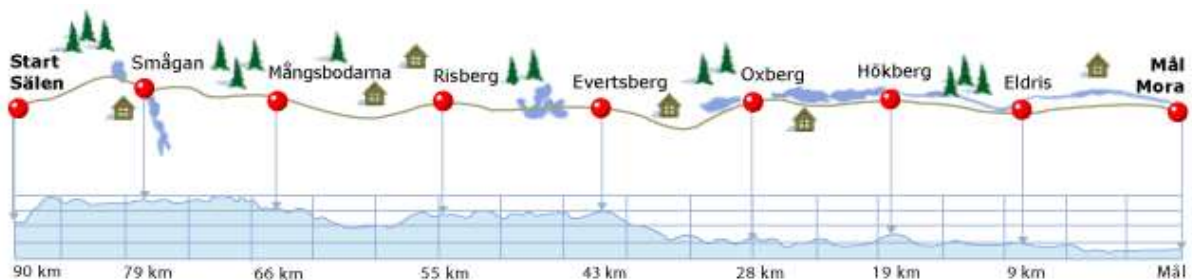 Start
Sälen
Smågan
Mångsbodarna
Risberg
Evertsberg
Oxberg
Hökberg
Eldris
Mål
Mora
90 km
79 km
66 km
55 km
43 km
28 km
19 km
9 km
Mål